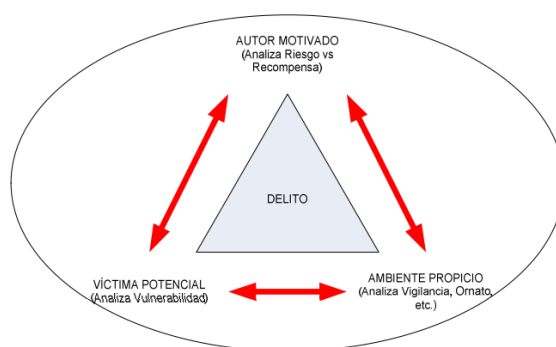 AUTOR MOTIVADO
(Analiza Riesgo vs
Recompensa)
DELITO
VÍCTIMA POTENCIAL
(Analiza Vulnerabilidad)
AMBIENTE PROPICIO
(Analiza Vigilancia, Ornato,
etc.)